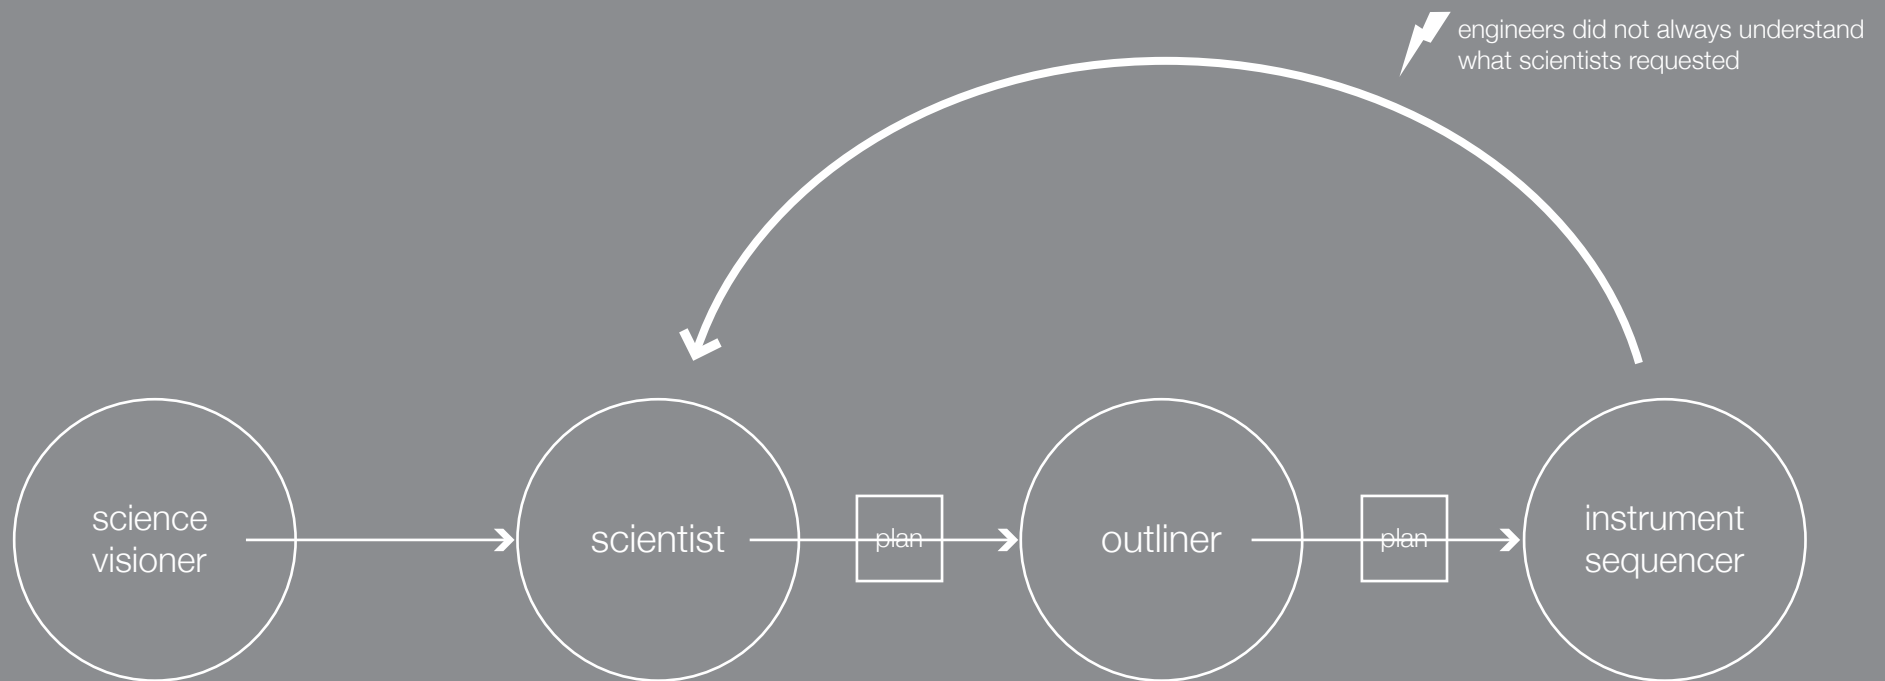 engineers did not always understand
what scientists requested
science
visioner
scientist
plan
outliner
plan
instrument
sequencer